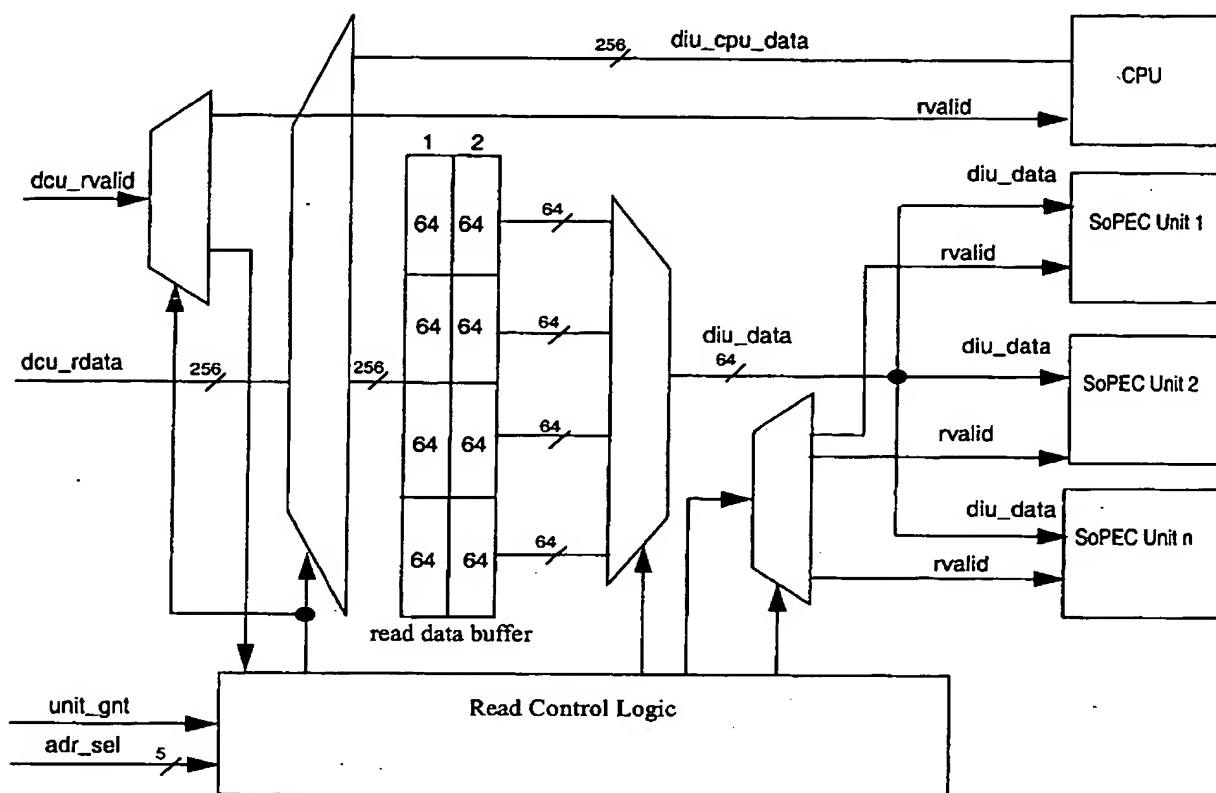 256
diu_cpu_data
CPU
rvalid
dcu_rvalid
1 2
diu_data
SoPEC Unit 1
rvalid
64 64
64
64 64
64
dcu_rdata
256
256
diu_data
64
diu_data
SoPEC Unit 2
rvalid
64 64
64
64 64
64
diu_data
SoPEC Unit n
rvalid
read data buffer
Read Control Logic
unit_gnt
adr_sel
5